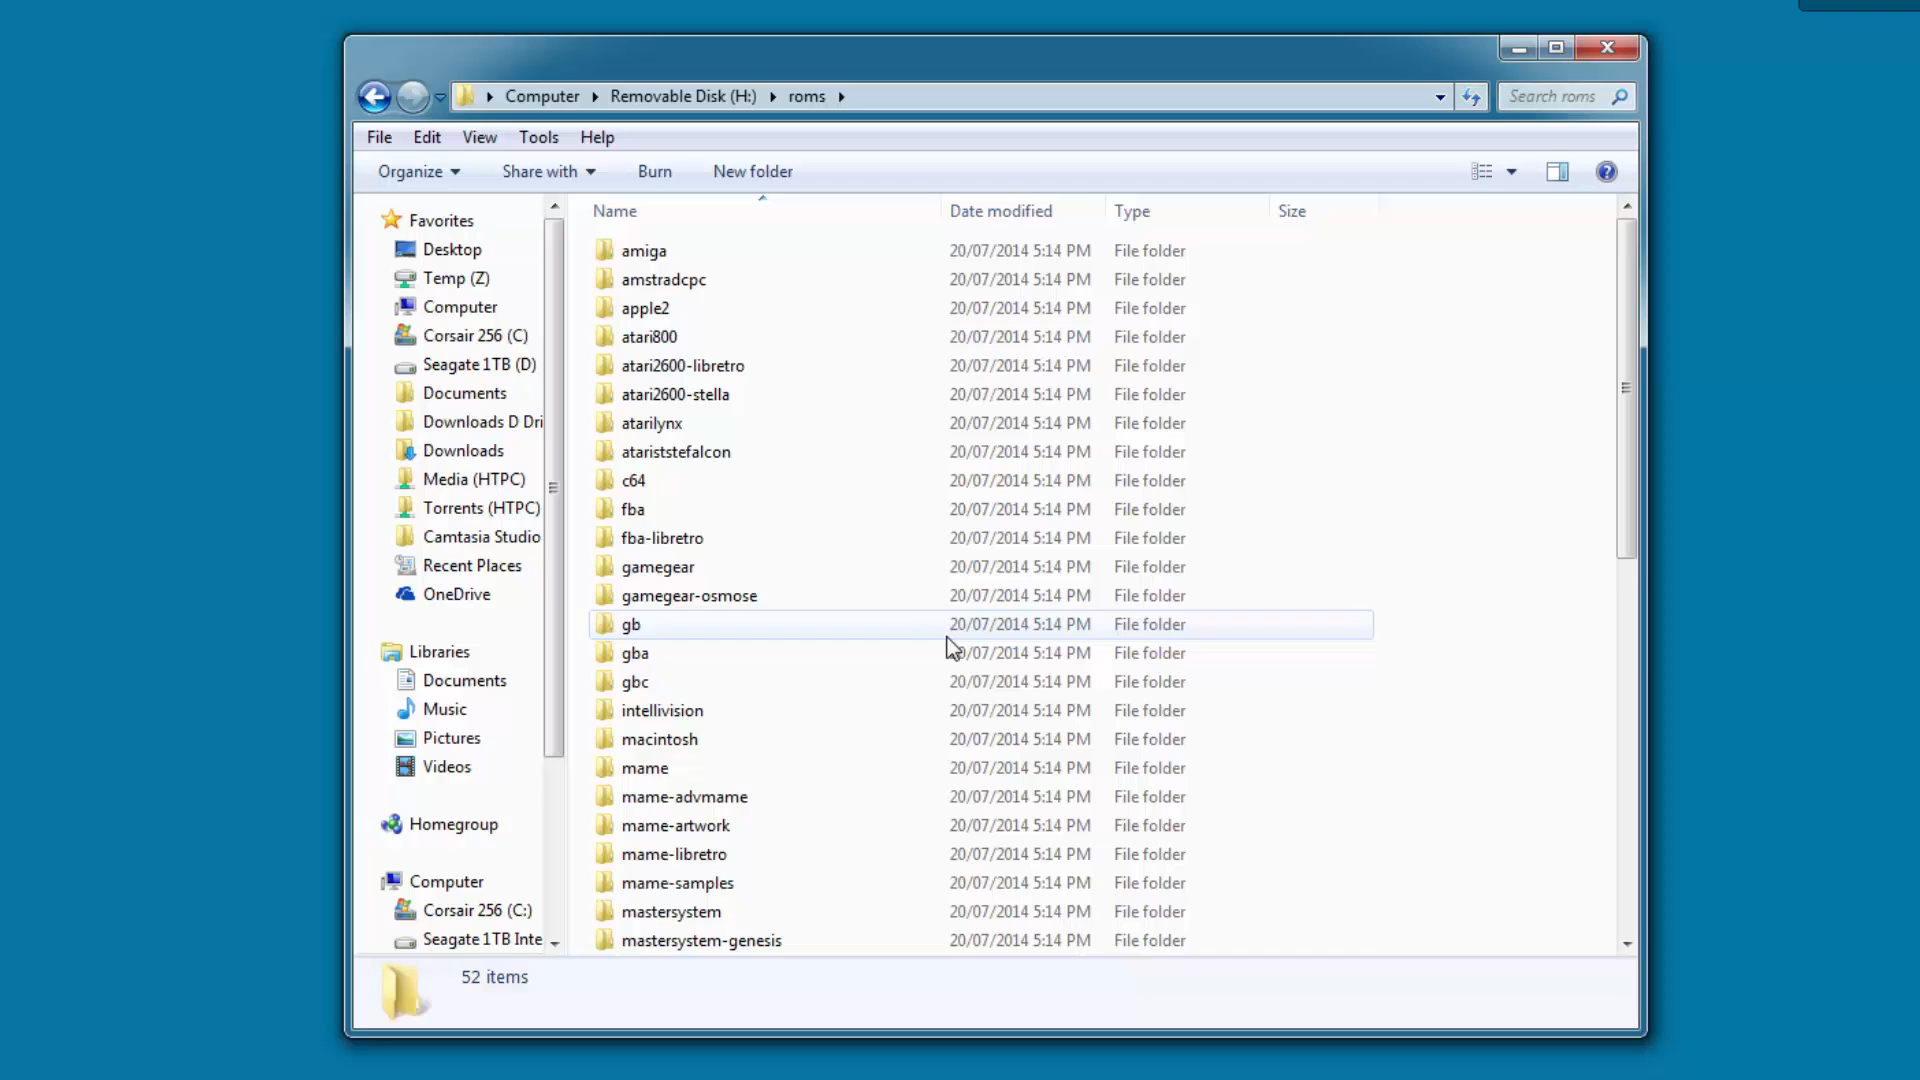 Computer Removable Disk (H:) roms Search roms
File Edit View Tools Help
Organize Share with Burn New folder
Favorites
Desktop
Temp (Z)
Computer
Corsair 256 (C)
Seagate 1TB (D)
Documents
Downloads D Dri
Downloads
Media (HTPC)
Torrents (HTPC)
Camtasia Studio
Recent Places
OneDrive
Libraries
Documents
Music
Pictures
Videos
Homegroup
Computer
Corsair 256 (C:)
Seagate 1TB Inte
Name Date modified Type Size
amiga 20/07/2014 5:14 PM File folder
amstradcpc 20/07/2014 5:14 PM File folder
apple2 20/07/2014 5:14 PM File folder
atari800 20/07/2014 5:14 PM File folder
atari2600-libretro 20/07/2014 5:14 PM File folder
atari2600-stella 20/07/2014 5:14 PM File folder
atarilynx 20/07/2014 5:14 PM File folder
atariststefalcon 20/07/2014 5:14 PM File folder
c64 20/07/2014 5:14 PM File folder
fba 20/07/2014 5:14 PM File folder
fba-libretro 20/07/2014 5:14 PM File folder
gamegear 20/07/2014 5:14 PM File folder
gamegear-osmose 20/07/2014 5:14 PM File folder
gb 20/07/2014 5:14 PM File folder
gba 20/07/2014 5:14 PM File folder
gbc 20/07/2014 5:14 PM File folder
intellivision 20/07/2014 5:14 PM File folder
macintosh 20/07/2014 5:14 PM File folder
mame 20/07/2014 5:14 PM File folder
mame-advmame 20/07/2014 5:14 PM File folder
mame-artwork 20/07/2014 5:14 PM File folder
mame-libretro 20/07/2014 5:14 PM File folder
mame-samples 20/07/2014 5:14 PM File folder
mastersystem 20/07/2014 5:14 PM File folder
mastersystem-genesis 20/07/2014 5:14 PM File folder
52 items